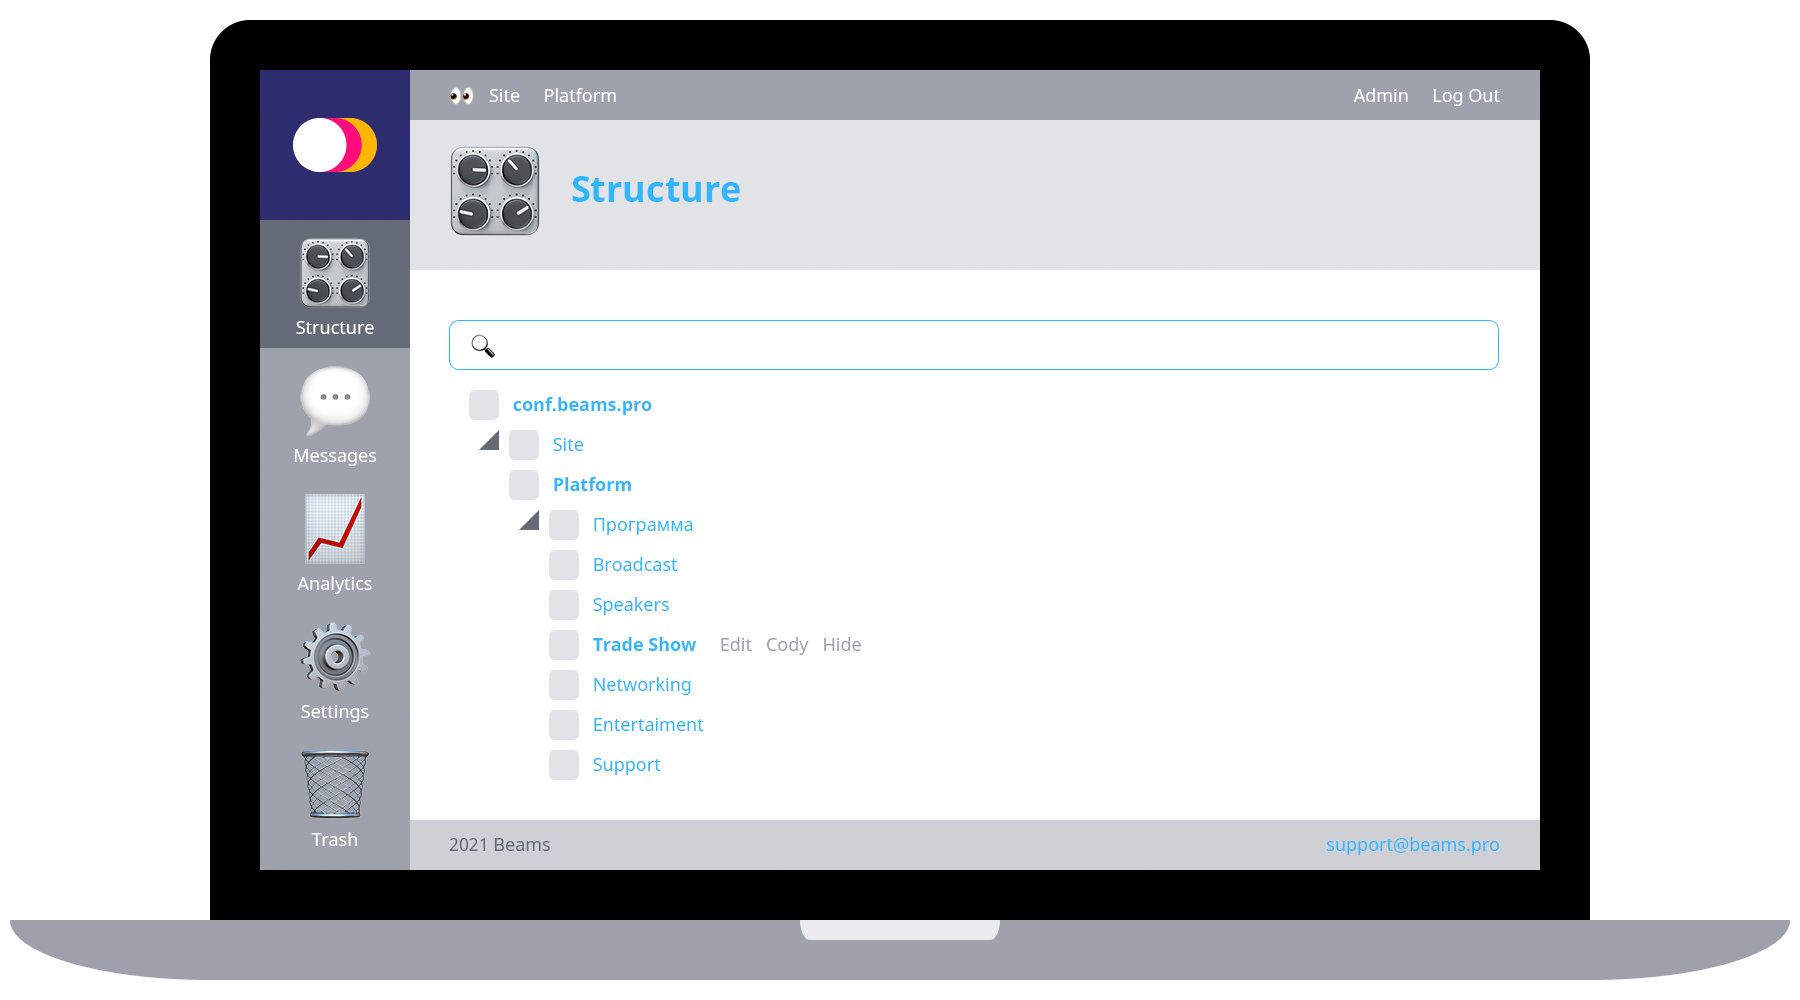 Site Platform Admin Log Out
Structure
Structure
Messages
Analytics
Settings
Trash
conf.beams.pro
Site
Platform
Программа
Broadcast
Speakers
Trade Show Edit Cody Hide
Networking
Entertaiment
Support
2021 Beams support@beams.pro